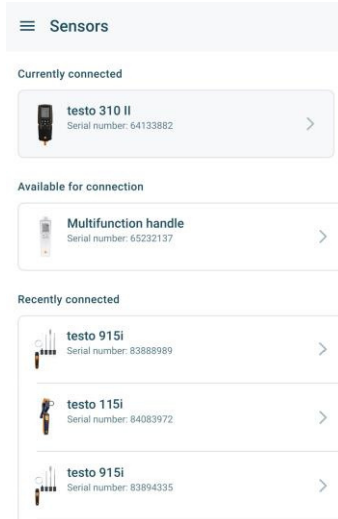 Sensors
Currently connected
testo 310 II
Serial number: 64133882
Available for connection
Multifunction handle
Serial number: 65232137
Recently connected
testo 915i
Serial number: 83888989
testo 115i
Serial number: 84083972
testo 915i
Serial number: 83894335